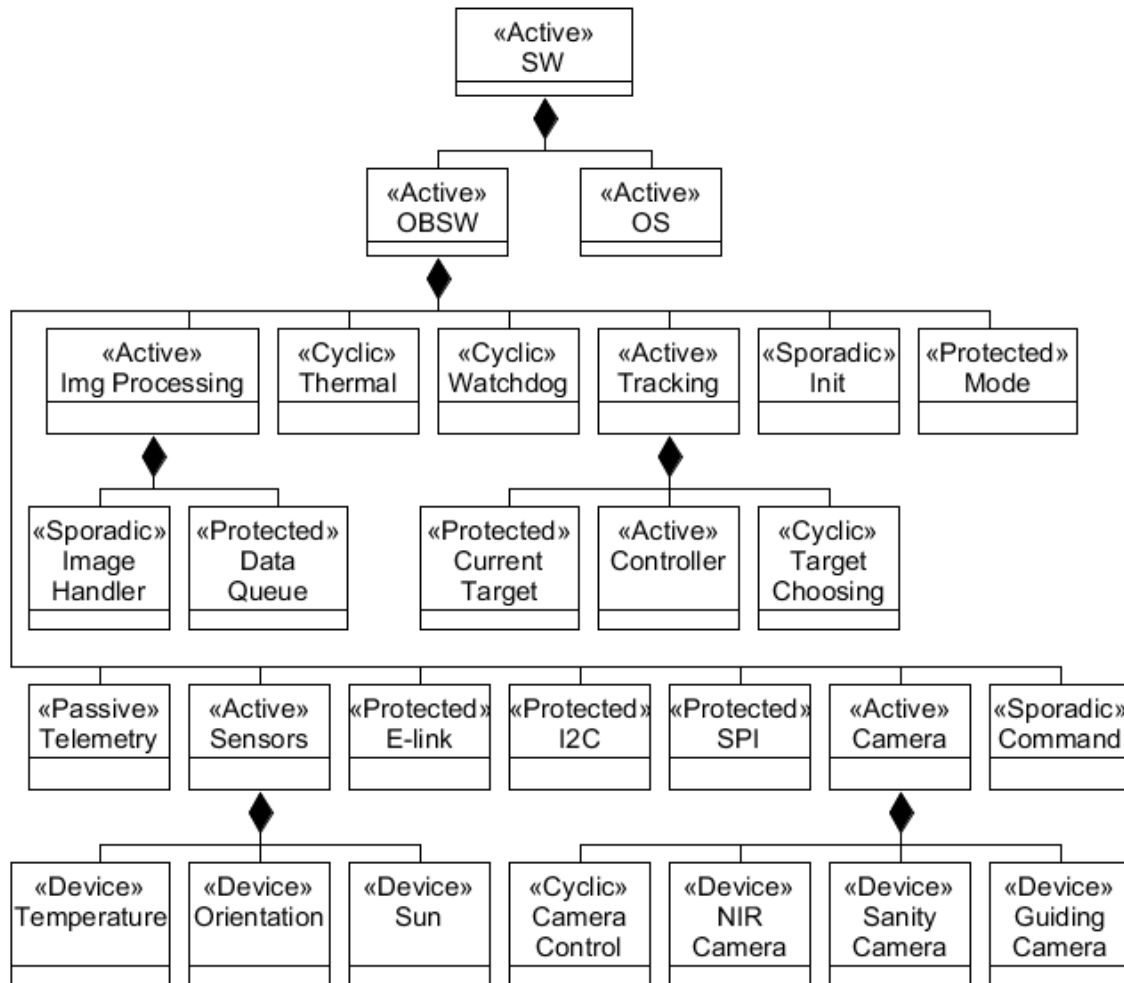 «Active»
SW
«Active»
OBSW
«Active»
OS
«Active»
Img Processing
«Cyclic»
Thermal
«Cyclic»
Watchdog
«Active»
Tracking
«Sporadic»
Init
«Protected»
Mode
«Sporadic»
Image
Handler
«Protected»
Data
Queue
«Protected»
Current
Target
«Active»
Controller
«Cyclic»
Target
Choosing
«Passive»
Telemetry
«Active»
Sensors
«Protected»
E-link
«Protected»
I2C
«Protected»
SPI
«Active»
Camera
«Sporadic»
Command
«Device»
Temperature
«Device»
Orientation
«Device»
Sun
«Cyclic»
Camera
Control
«Device»
NIR
Camera
«Device»
Sanity
Camera
«Device»
Guiding
Camera